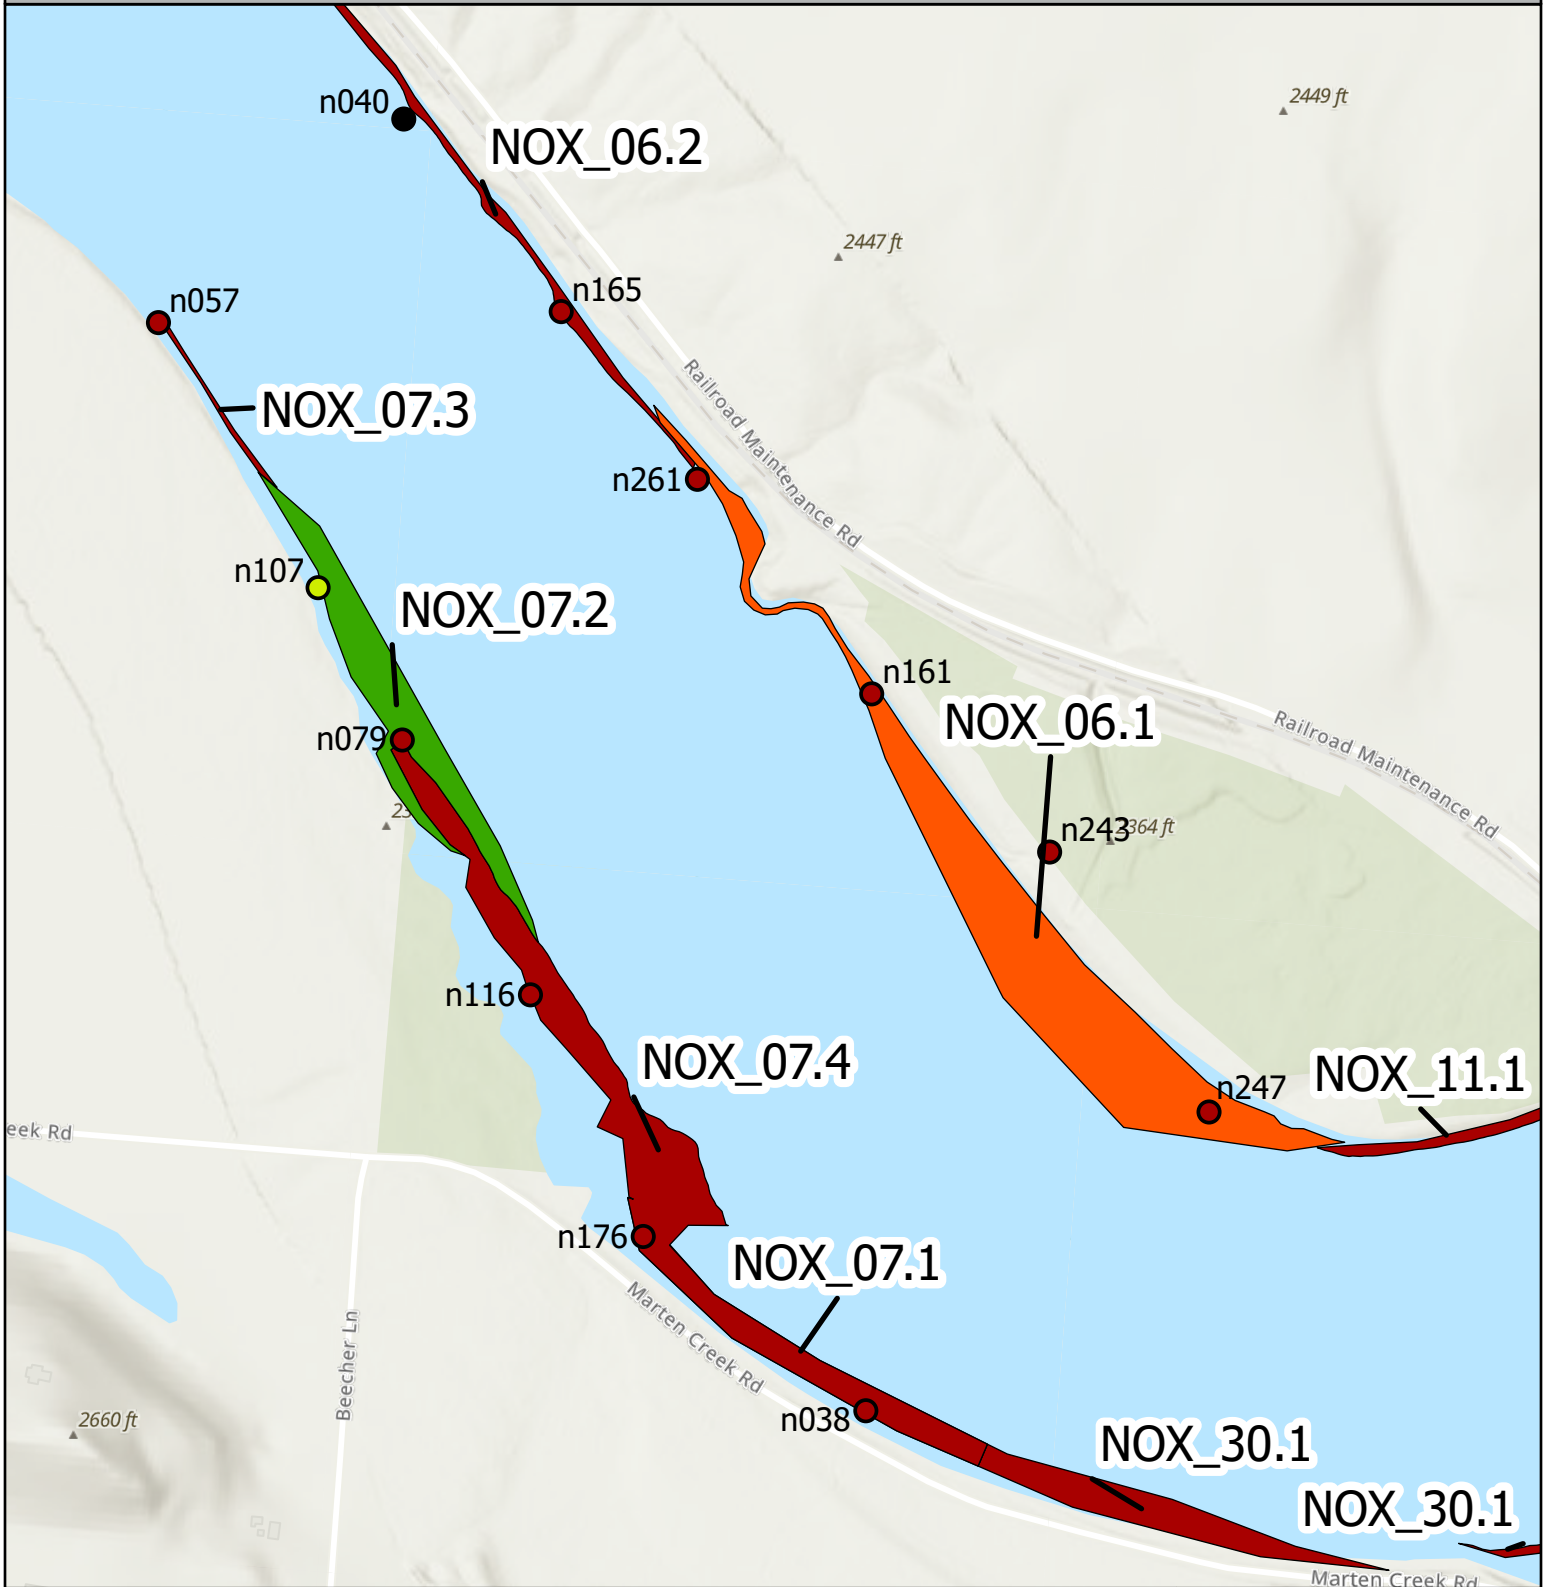 2449 ft
n040
NOX_06.2
2447 ft
n165
n057
Railroad Maintenance Rd
NOX_07.3
n261
n107
NOX_07.2
n161
NOX_06.1
Railroad Maintenance Rd
n079
23
n243
2364 ft
n116
NOX_07.4
NOX_11.1
n247
eek Rd
n176
NOX_07.1
Marten Creek Rd
Beecher Ln
2660 ft
n038
NOX_30.1
NOX_30.1
Marten Creek Rd